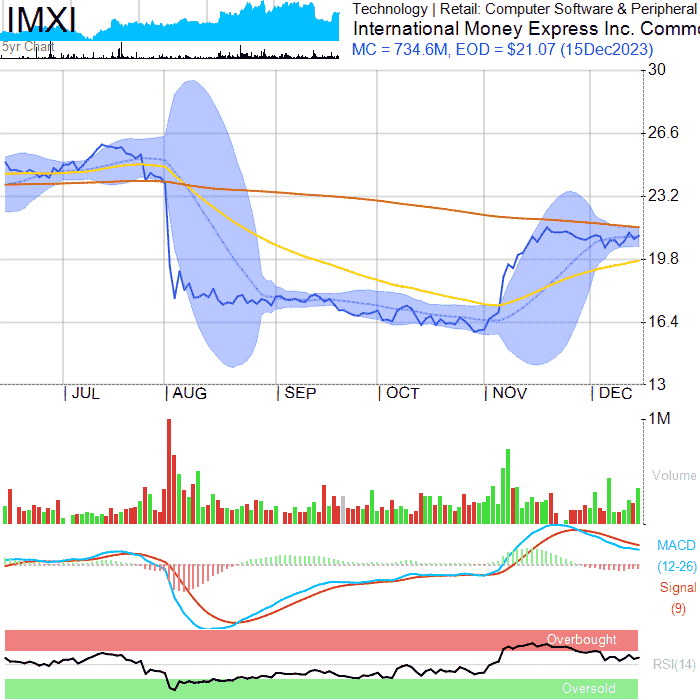 IMXI
5yr Chart
Technology | Retail: Computer Software & Peripheral
International Money Express Inc. Commo
MC = 734.6M, EOD = $21.07 (15Dec2023)
30
26.6
23.2
19.8
16.4
13
JUL AUG SEP OCT NOV DEC
1M
Volume
MACD
(12-26)
Signal
(9)
Overbought
RSI(14)
Oversold